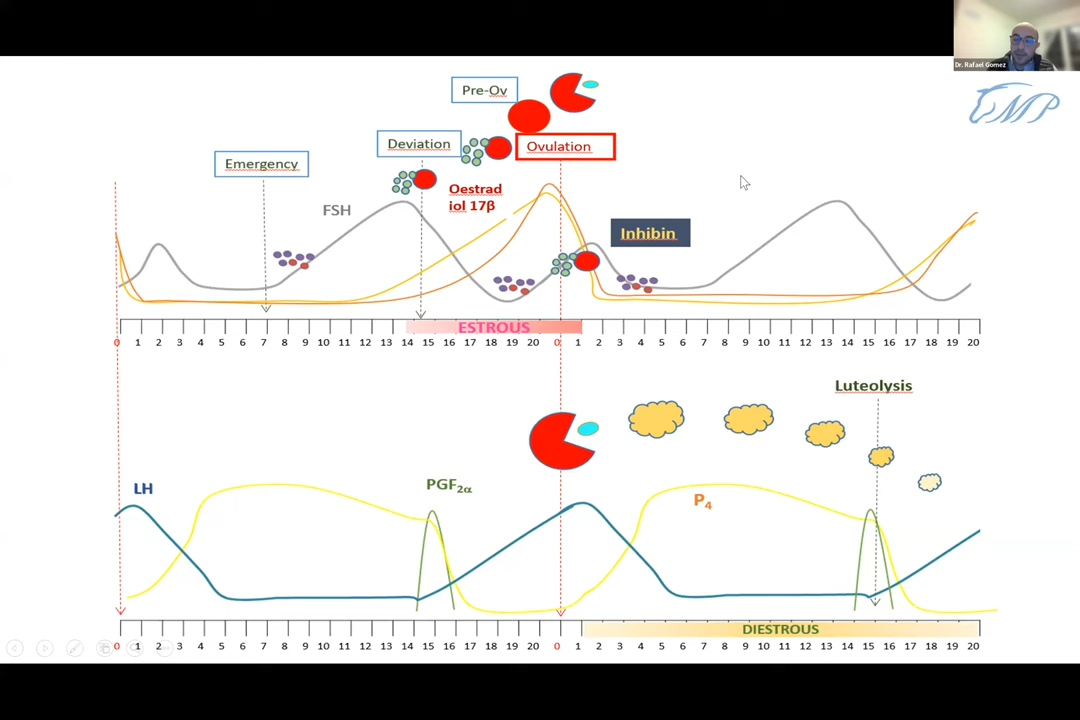 Dr. Rafael Gomez
MP
Pre-Ov
Deviation
Ovulation
Emergency
Oestrad
iol 17β
FSH
Inhibin
ESTROUS
0 1 2 3 4 5 6 7 8 9 10 11 12 13 14 15 16 17 18 19 20 0 1 2 3 4 5 6 7 8 9 10 11 12 13 14 15 16 17 18 19 20
Luteolysis
LH
PGF2α
P4
DIESTROUS
0 1 2 3 4 5 6 7 8 9 10 11 12 13 14 15 16 17 18 19 20 0 1 2 3 4 5 6 7 8 9 10 11 12 13 14 15 16 17 18 19 20